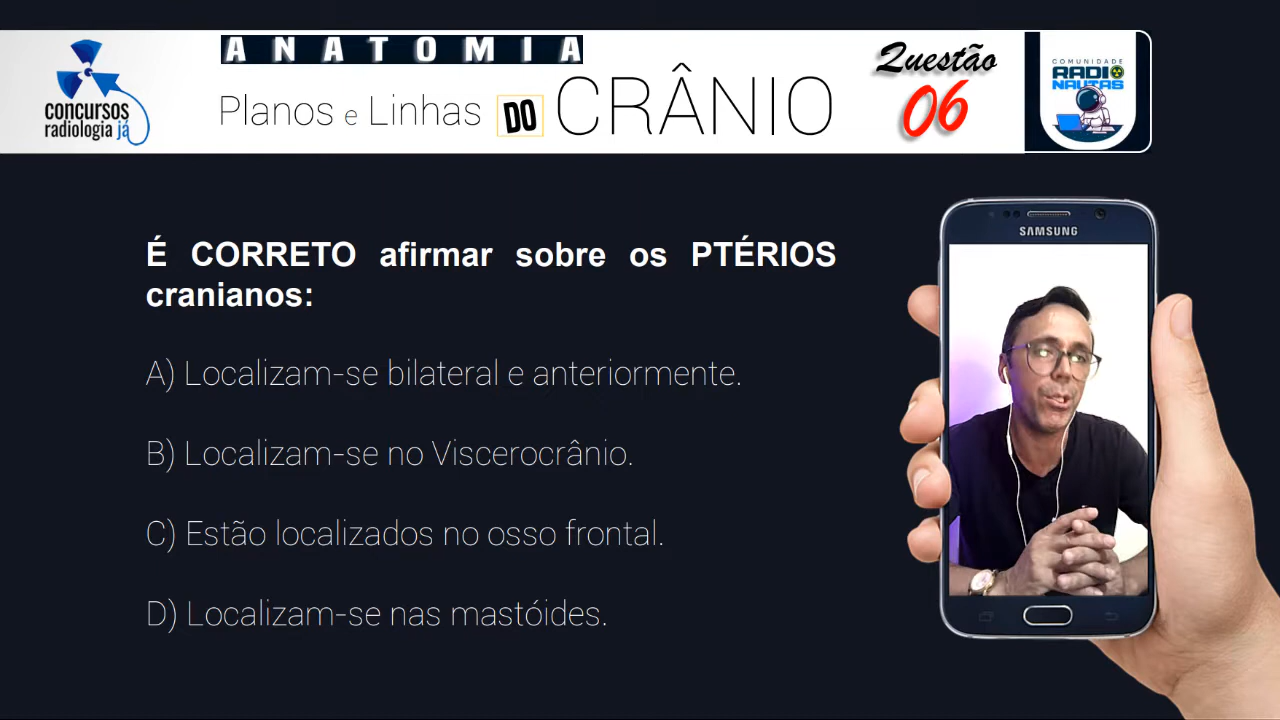 ANATOMIA
Planos e Linhas DO CRÂNIO
Questão
06
CONCURSOS
radiologia já
COMUNIDADE
RADIO
NAUTAS
É CORRETO afirmar sobre os PTÉRIOS
cranianos:
A) Localizam-se bilateral e anteriormente.
B) Localizam-se no Viscerocrânio.
C) Estão localizados no osso frontal.
D) Localizam-se nas mastóides.
SAMSUNG